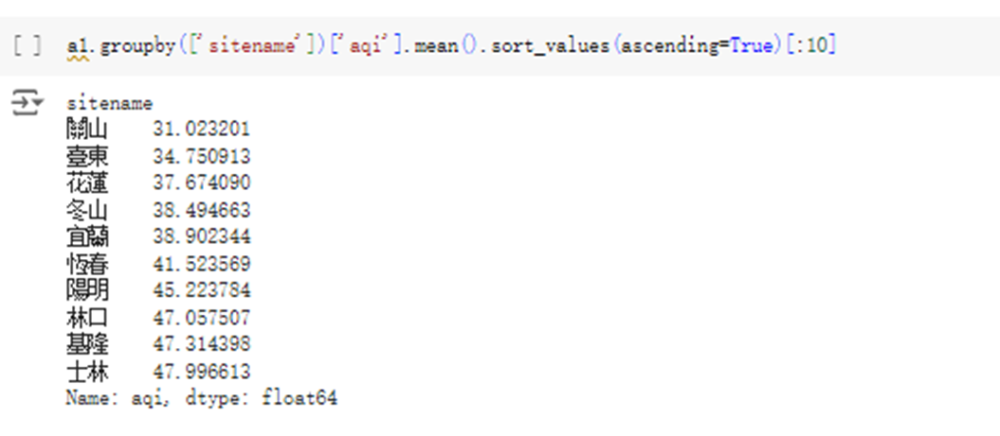 [ ] a1.groupby(['sitename'])['aqi'].mean().sort_values(ascending=True)[:10]
sitename
關山 31.023201
臺東 34.750913
花蓮 37.674090
冬山 38.494663
宜蘭 38.902344
恆春 41.523569
陽明 45.223784
林口 47.057507
基隆 47.314398
士林 47.996613
Name: aqi, dtype: float64